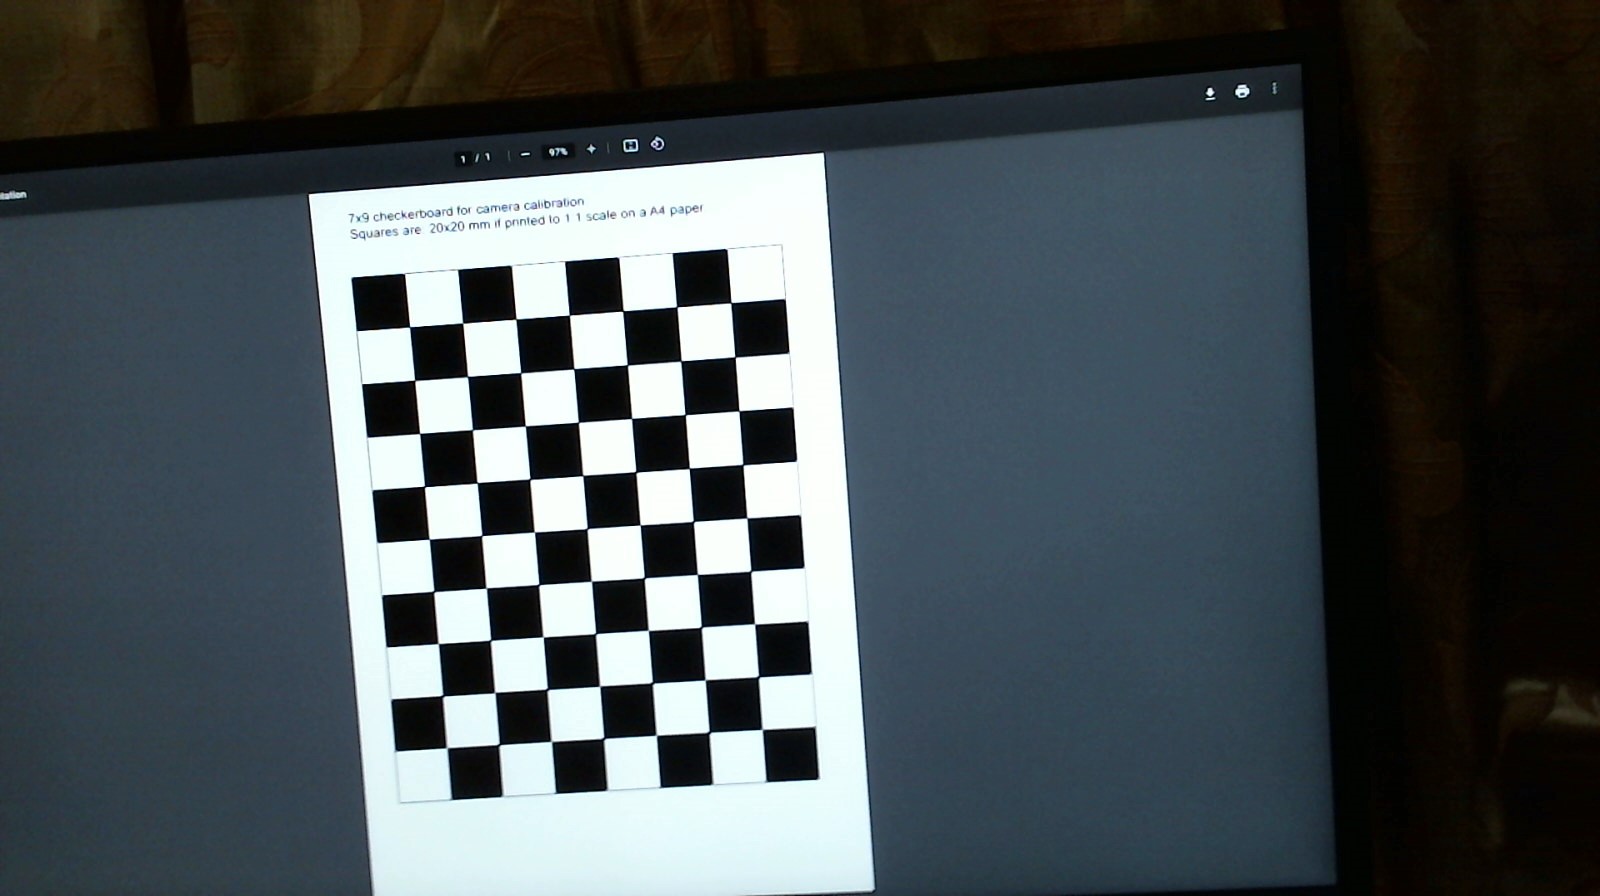 tation
1 / 1 97%
7x9 checkerboard for camera calibration
Squares are 20x20 mm if printed to 1 1 scale on a A4 paper